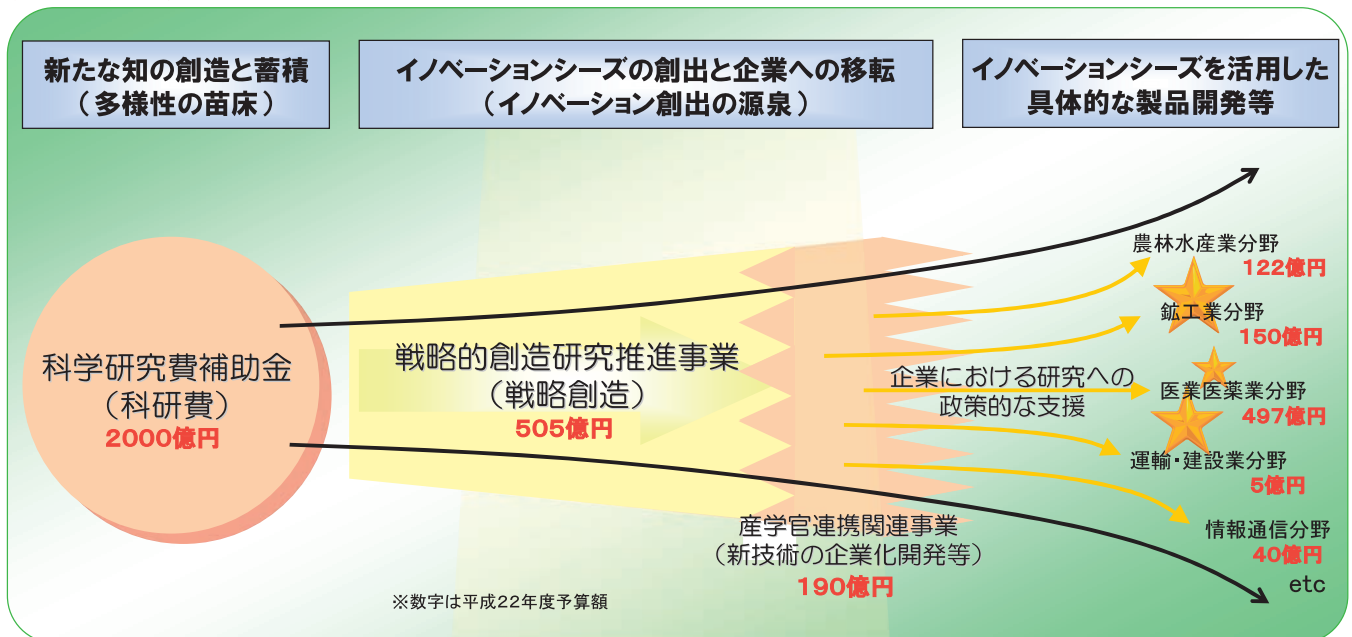 新たな知の創造と蓄積
（多様性の苗床）
イノベーションシーズの創出と企業への移転
（イノベーション創出の源泉）
イノベーションシーズを活用した
具体的な製品開発等
科学研究費補助金
（科研費）
2000億円
戦略的創造研究推進事業
（戦略創造）
505億円
産学官連携関連事業
（新技術の企業化開発等）
190億円
企業における研究への
政策的な支援
農林水産業分野
122億円
鉱工業分野
150億円
医業医薬業分野
497億円
運輸・建設業分野
5億円
情報通信分野
40億円
etc
※数字は平成22年度予算額